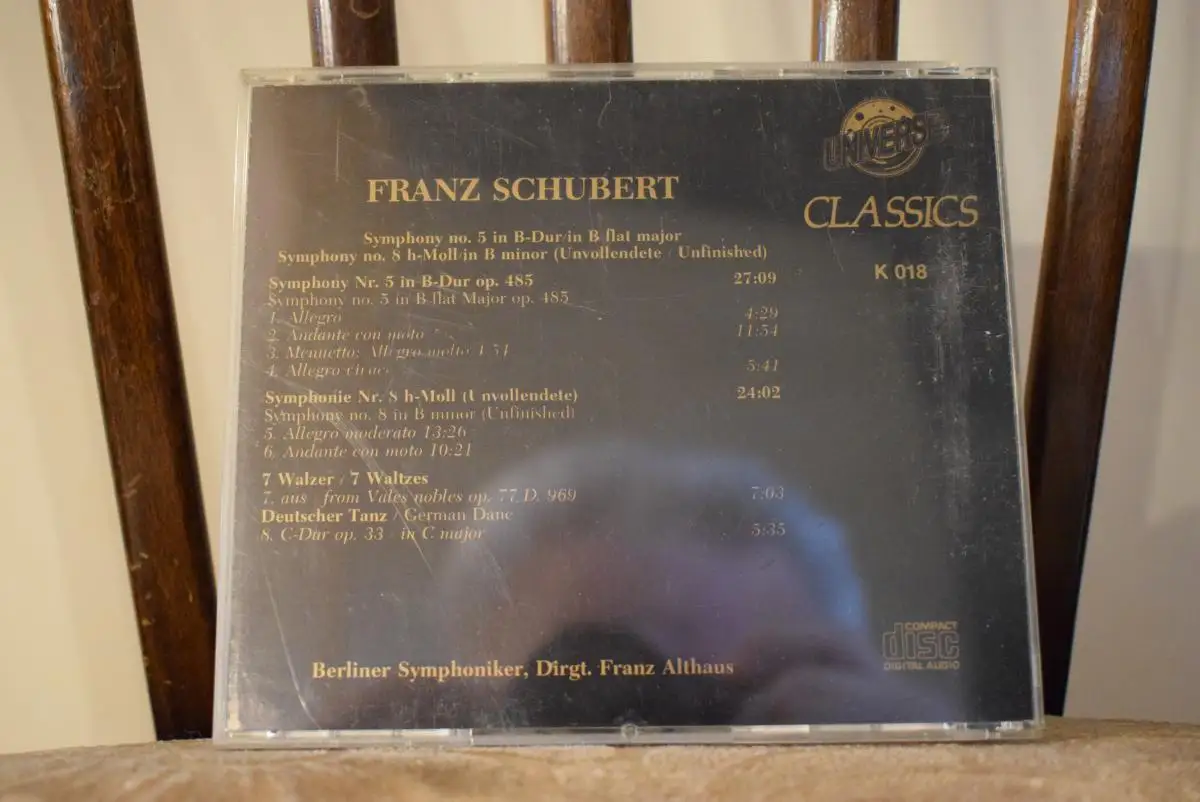 UNIVERSE
CLASSICS
K 018
FRANZ SCHUBERT
Symphony no. 5 in B-Dur/in B flat major
Symphony no. 8 h-Moll/in B minor (Unvollendete / Unfinished)
Symphony Nr. 5 in B-Dur op. 485 27:09
Symphony no. 5 in B flat Major op. 485
1. Allegro 4:29
2. Andante con moto 11:54
3. Mennetto: Allegro molto 4:51
4. Allegro vivace 5:41
Symphonie Nr. 8 h-Moll (Unvollendete) 24:02
Symphony no. 8 in B minor (Unfinished)
5. Allegro moderato 13:26
6. Andante con moto 10:21
7 Walzer / 7 Waltzes
7. aus / from Vales nobles op. 77 D. 969 7:03
Deutscher Tanz / German Danc
8. C-Dur op. 33 / in C major 5:35
Berliner Symphoniker, Dirgt. Franz Althaus
COMPACT
disc
DIGITAL AUDIO